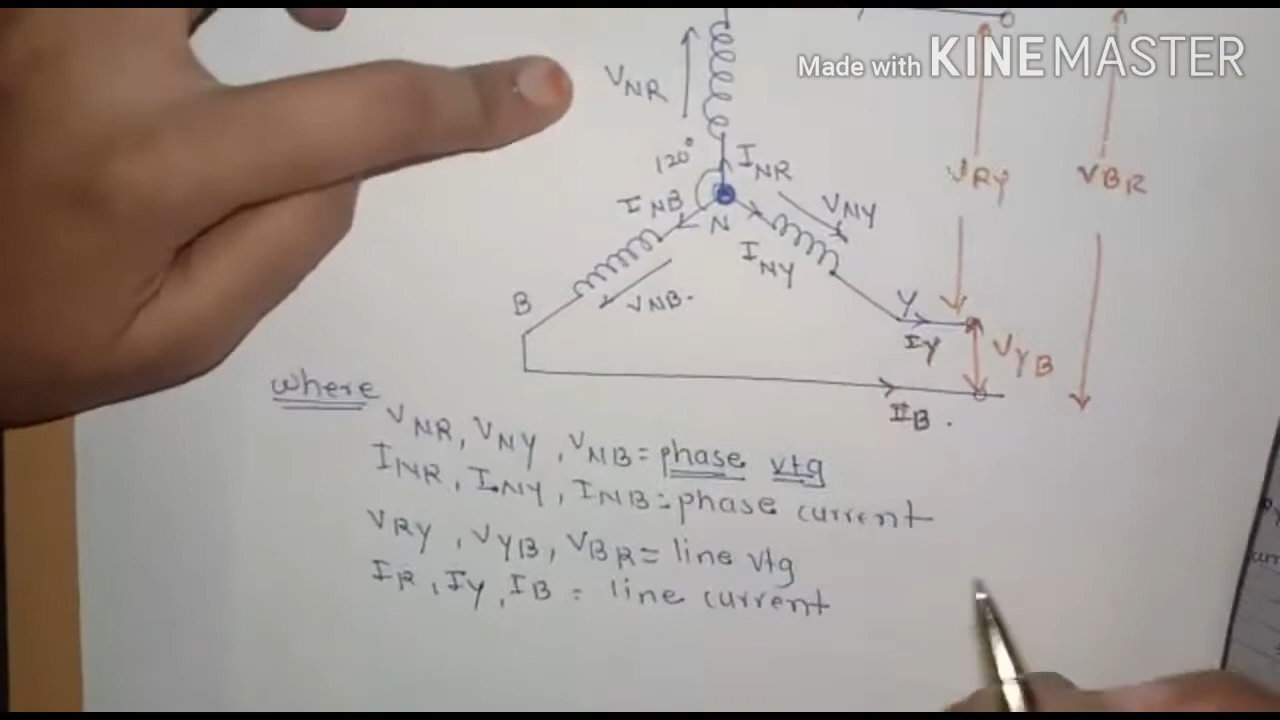 Made with KINEMASTER
VNR
120°
INR
VRY
VBR
INB
VNY
N
INY
B
VNB.
Y
IY
VYB
IB.
where
VNR, VNY, VNB = phase vtg
INR, INY, INB = phase current
VRY, VYB, VBR = line vtg
IR, IY, IB = line current